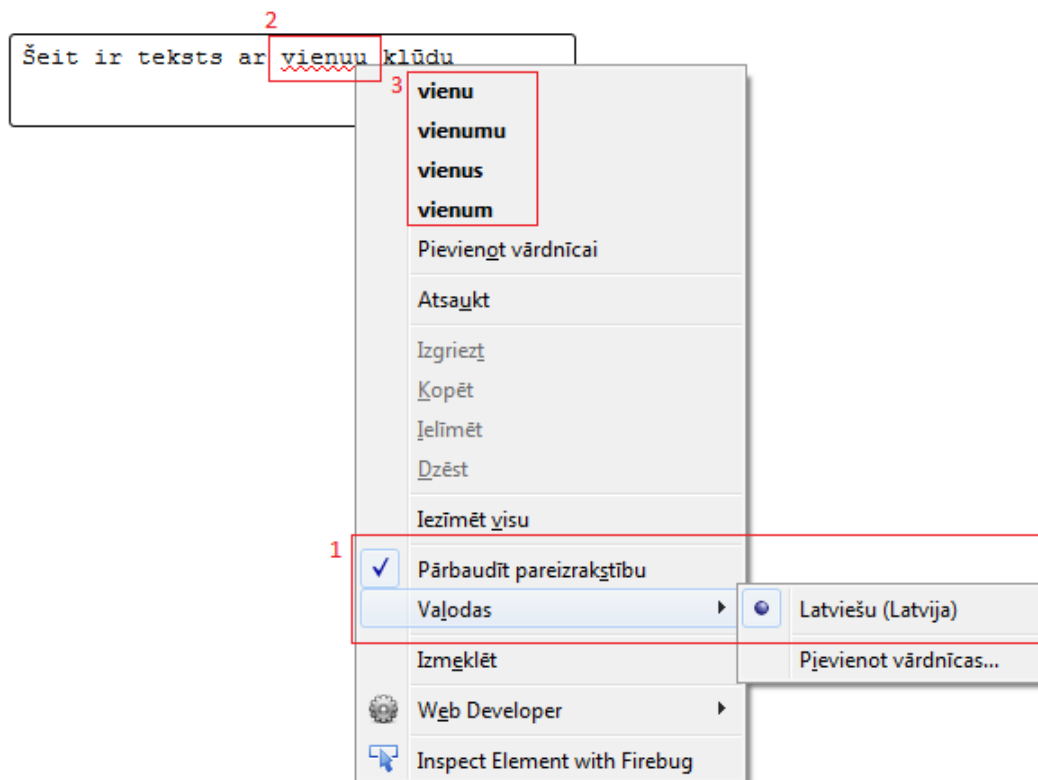 2
Šeit ir teksts ar vienuu klūdu
3
vienu
vienumu
vienus
vienum
Pievienot vārdnīcai
Atsaukt
Izgriezt
Kopēt
Ielīmēt
Dzēst
Iezīmēt visu
1
Pārbaudīt pareizrakstību
Vaļodas
Latviešu (Latvija)
Izmeklēt
Pievienot vārdnīcas...
Web Developer
Inspect Element with Firebug